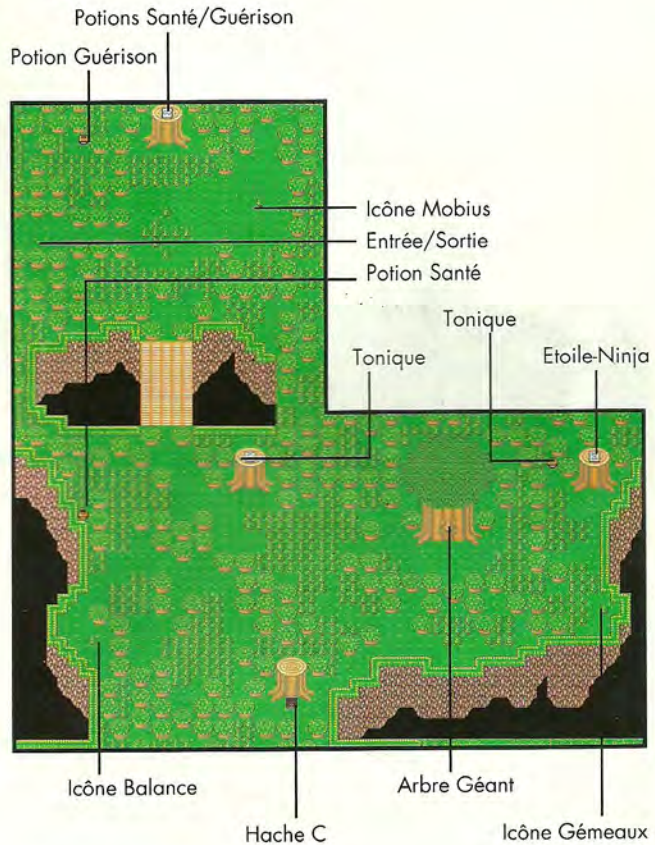 Potions Santé/Guérison
Potion Guérison
Icône Mobius
Entrée/Sortie
Potion Santé
Tonique
Tonique
Etoile-Ninja
Icône Balance
Arbre Géant
Hache C
Icône Gémeaux